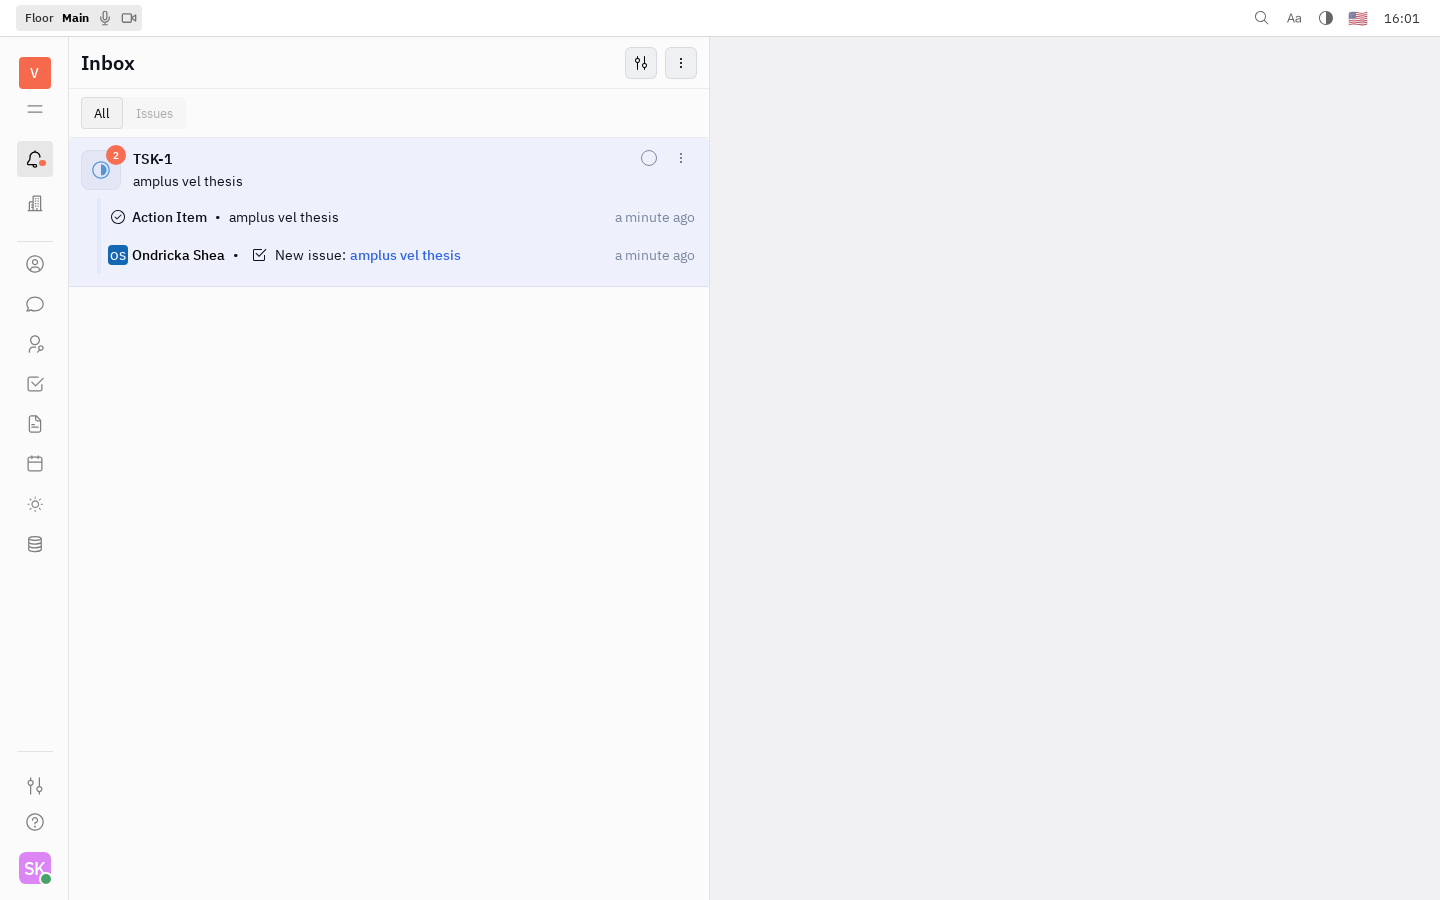 Floor Main
Aa
16:01
V
Inbox
All Issues
2
TSK-1
amplus vel thesis
Action Item • amplus vel thesis a minute ago
OS Ondricka Shea • New issue: amplus vel thesis a minute ago
SK